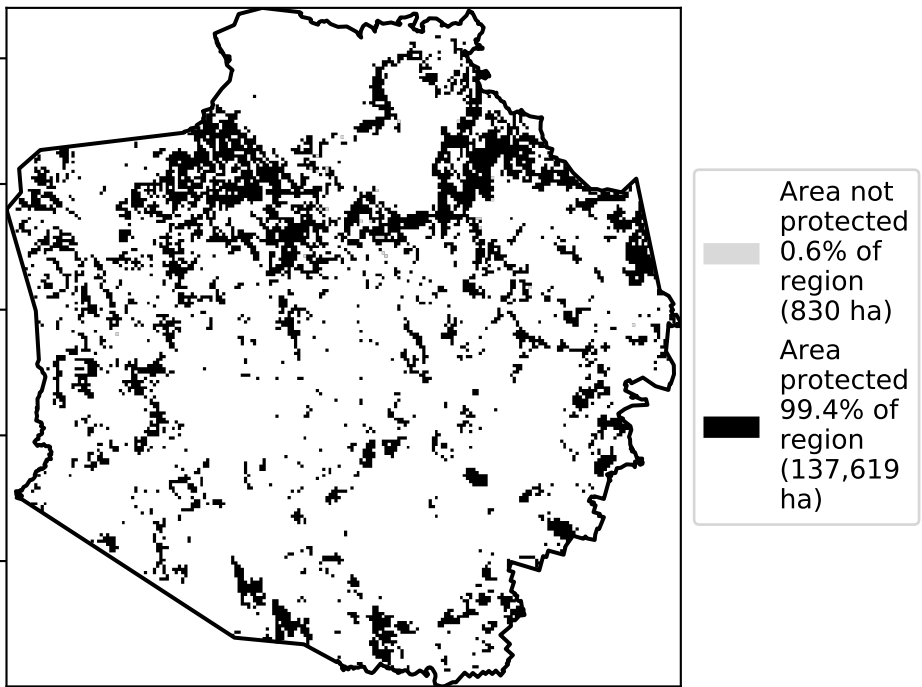 Area not
protected
0.6% of
region
(830 ha)
Area
protected
99.4% of
region
(137,619
ha)